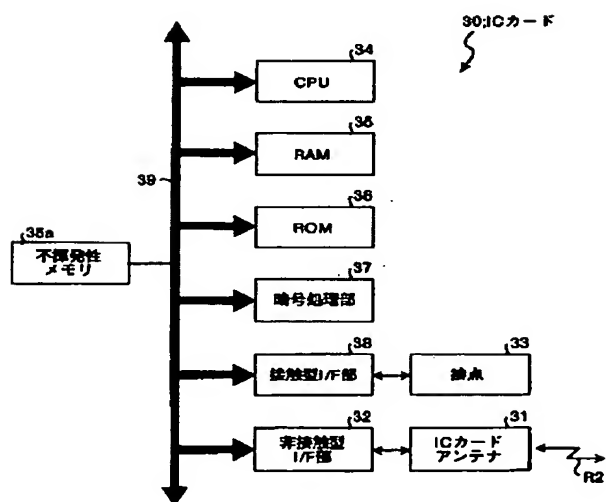 30;ICカード
34
CPU
35
RAM
39
36
ROM
35a
不揮発性
メモリ
37
暗号処理部
38
接触型I/F部
33
接点
32
非接触型
I/F部
31
ICカード
アンテナ
R2